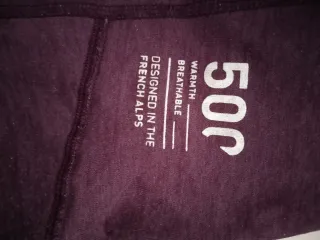 500
WARMTH
BREATHABLE
DESIGNED IN THE
FRENCH ALPS